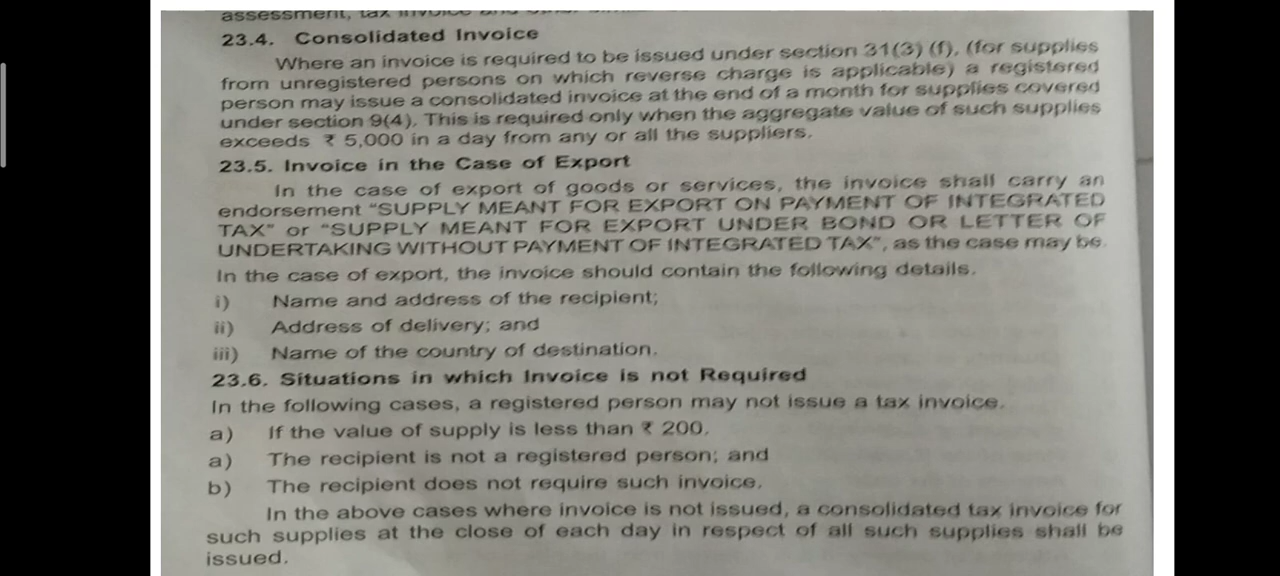 assessment, tax invoice and other
23.4. Consolidated Invoice
Where an invoice is required to be issued under section 31(3) (f), (for supplies
from unregistered persons on which reverse charge is applicable) a registered
person may issue a consolidated invoice at the end of a month for supplies covered
under section 9(4). This is required only when the aggregate value of such supplies
exceeds ₹ 5,000 in a day from any or all the suppliers.
23.5. Invoice in the Case of Export
In the case of export of goods or services, the invoice shall carry an
endorsement "SUPPLY MEANT FOR EXPORT ON PAYMENT OF INTEGRATED
TAX" or "SUPPLY MEANT FOR EXPORT UNDER BOND OR LETTER OF
UNDERTAKING WITHOUT PAYMENT OF INTEGRATED TAX", as the case may be.
In the case of export, the invoice should contain the following details.
i) Name and address of the recipient;
ii) Address of delivery; and
iii) Name of the country of destination.
23.6. Situations in which Invoice is not Required
In the following cases, a registered person may not issue a tax invoice.
a) If the value of supply is less than ₹ 200.
a) The recipient is not a registered person; and
b) The recipient does not require such invoice.
In the above cases where invoice is not issued, a consolidated tax invoice for
such supplies at the close of each day in respect of all such supplies shall be
issued.